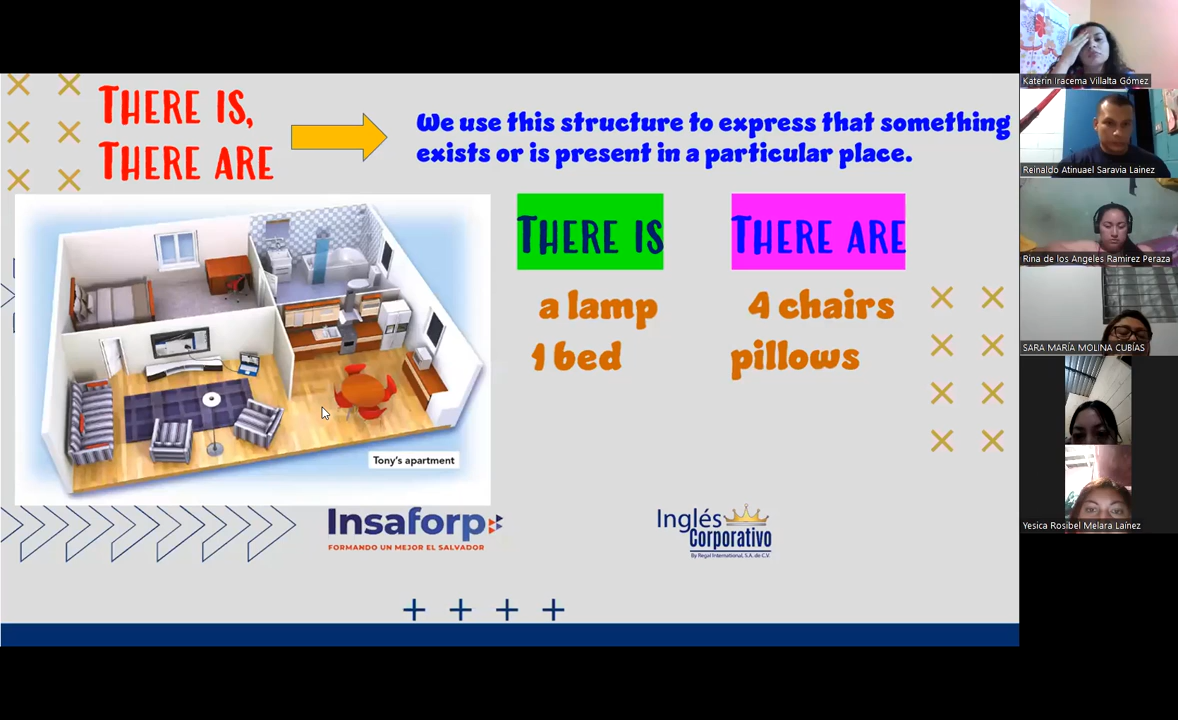 THERE IS,
THERE ARE
We use this structure to express that something
exists or is present in a particular place.
THERE IS
THERE ARE
a lamp
4 chairs
1 bed
pillows
Tony's apartment
Insaforp
FORMANDO UN MEJOR EL SALVADOR
Inglés
Corporativo
By Regal International, S.A. de C.V.
Katerin Iracema Villalta Gómez
Reinaldo Atinuael Saravia Lainez
Rina de los Angeles Ramirez Peraza
SARA MARÍA MOLINA CUBÍAS
Yesica Rosibel Melara Laínez